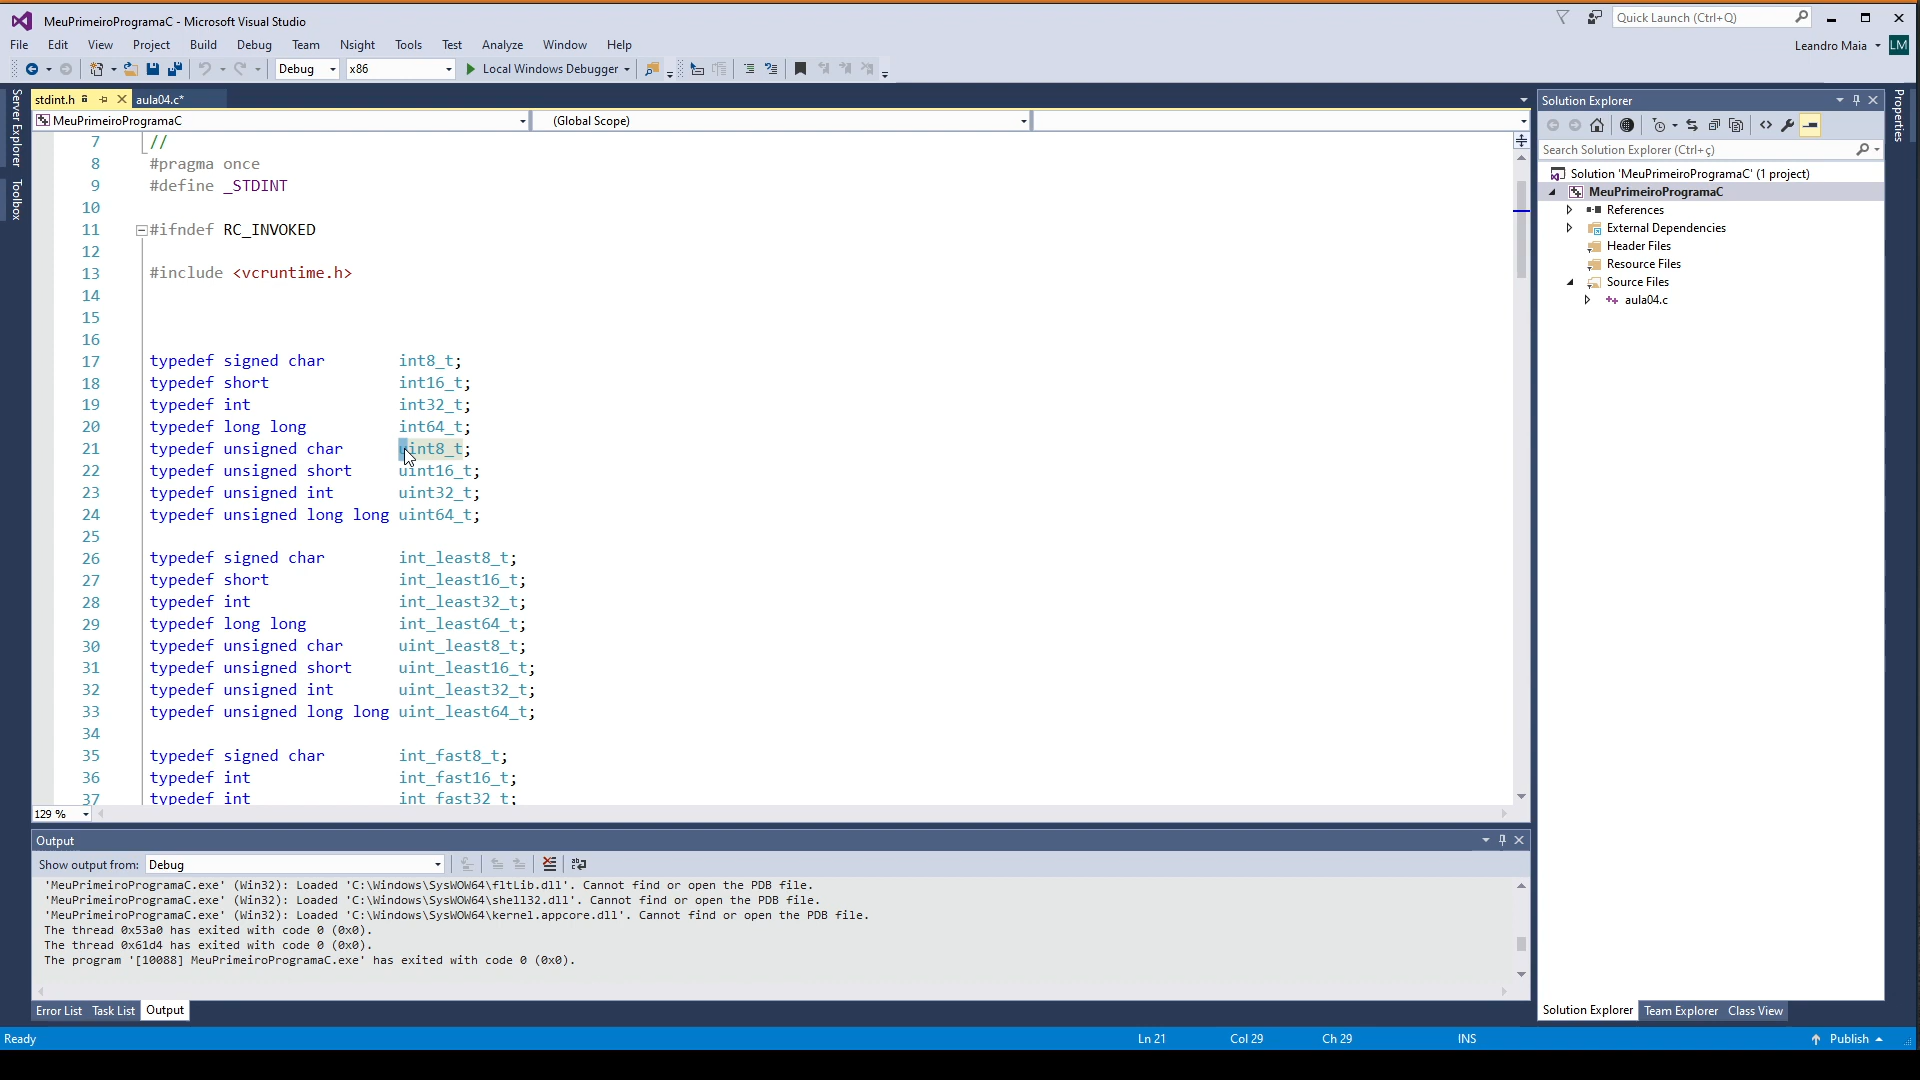 MeuPrimeiroProgramaC - Microsoft Visual Studio
Quick Launch (Ctrl+Q)
File Edit View Project Build Debug Team Nsight Tools Test Analyze Window Help
Leandro Maia LM
Debug x86 Local Windows Debugger
Server Explorer
Toolbox
stdint.h aula04.c*
MeuPrimeiroProgramaC (Global Scope)
7 //
8 #pragma once
9 #define _STDINT
10
11 #ifndef RC_INVOKED
12
13 #include <vcruntime.h>
14
15
16
17 typedef signed char int8_t;
18 typedef short int16_t;
19 typedef int int32_t;
20 typedef long long int64_t;
21 typedef unsigned char uint8_t;
22 typedef unsigned short uint16_t;
23 typedef unsigned int uint32_t;
24 typedef unsigned long long uint64_t;
25
26 typedef signed char int_least8_t;
27 typedef short int_least16_t;
28 typedef int int_least32_t;
29 typedef long long int_least64_t;
30 typedef unsigned char uint_least8_t;
31 typedef unsigned short uint_least16_t;
32 typedef unsigned int uint_least32_t;
33 typedef unsigned long long uint_least64_t;
34
35 typedef signed char int_fast8_t;
36 typedef int int_fast16_t;
37 typedef int int_fast32_t;
129 %
Output
Show output from: Debug
'MeuPrimeiroProgramaC.exe' (Win32): Loaded 'C:\Windows\SysWOW64\fltLib.dll'. Cannot find or open the PDB file.
'MeuPrimeiroProgramaC.exe' (Win32): Loaded 'C:\Windows\SysWOW64\shell32.dll'. Cannot find or open the PDB file.
'MeuPrimeiroProgramaC.exe' (Win32): Loaded 'C:\Windows\SysWOW64\kernel.appcore.dll'. Cannot find or open the PDB file.
The thread 0x53a0 has exited with code 0 (0x0).
The thread 0x61d4 has exited with code 0 (0x0).
The program '[10088] MeuPrimeiroProgramaC.exe' has exited with code 0 (0x0).
Error List Task List Output
Solution Explorer
Search Solution Explorer (Ctrl+ç)
Solution 'MeuPrimeiroProgramaC' (1 project)
MeuPrimeiroProgramaC
References
External Dependencies
Header Files
Resource Files
Source Files
aula04.c
Solution Explorer Team Explorer Class View
Properties
Ready Ln 21 Col 29 Ch 29 INS Publish